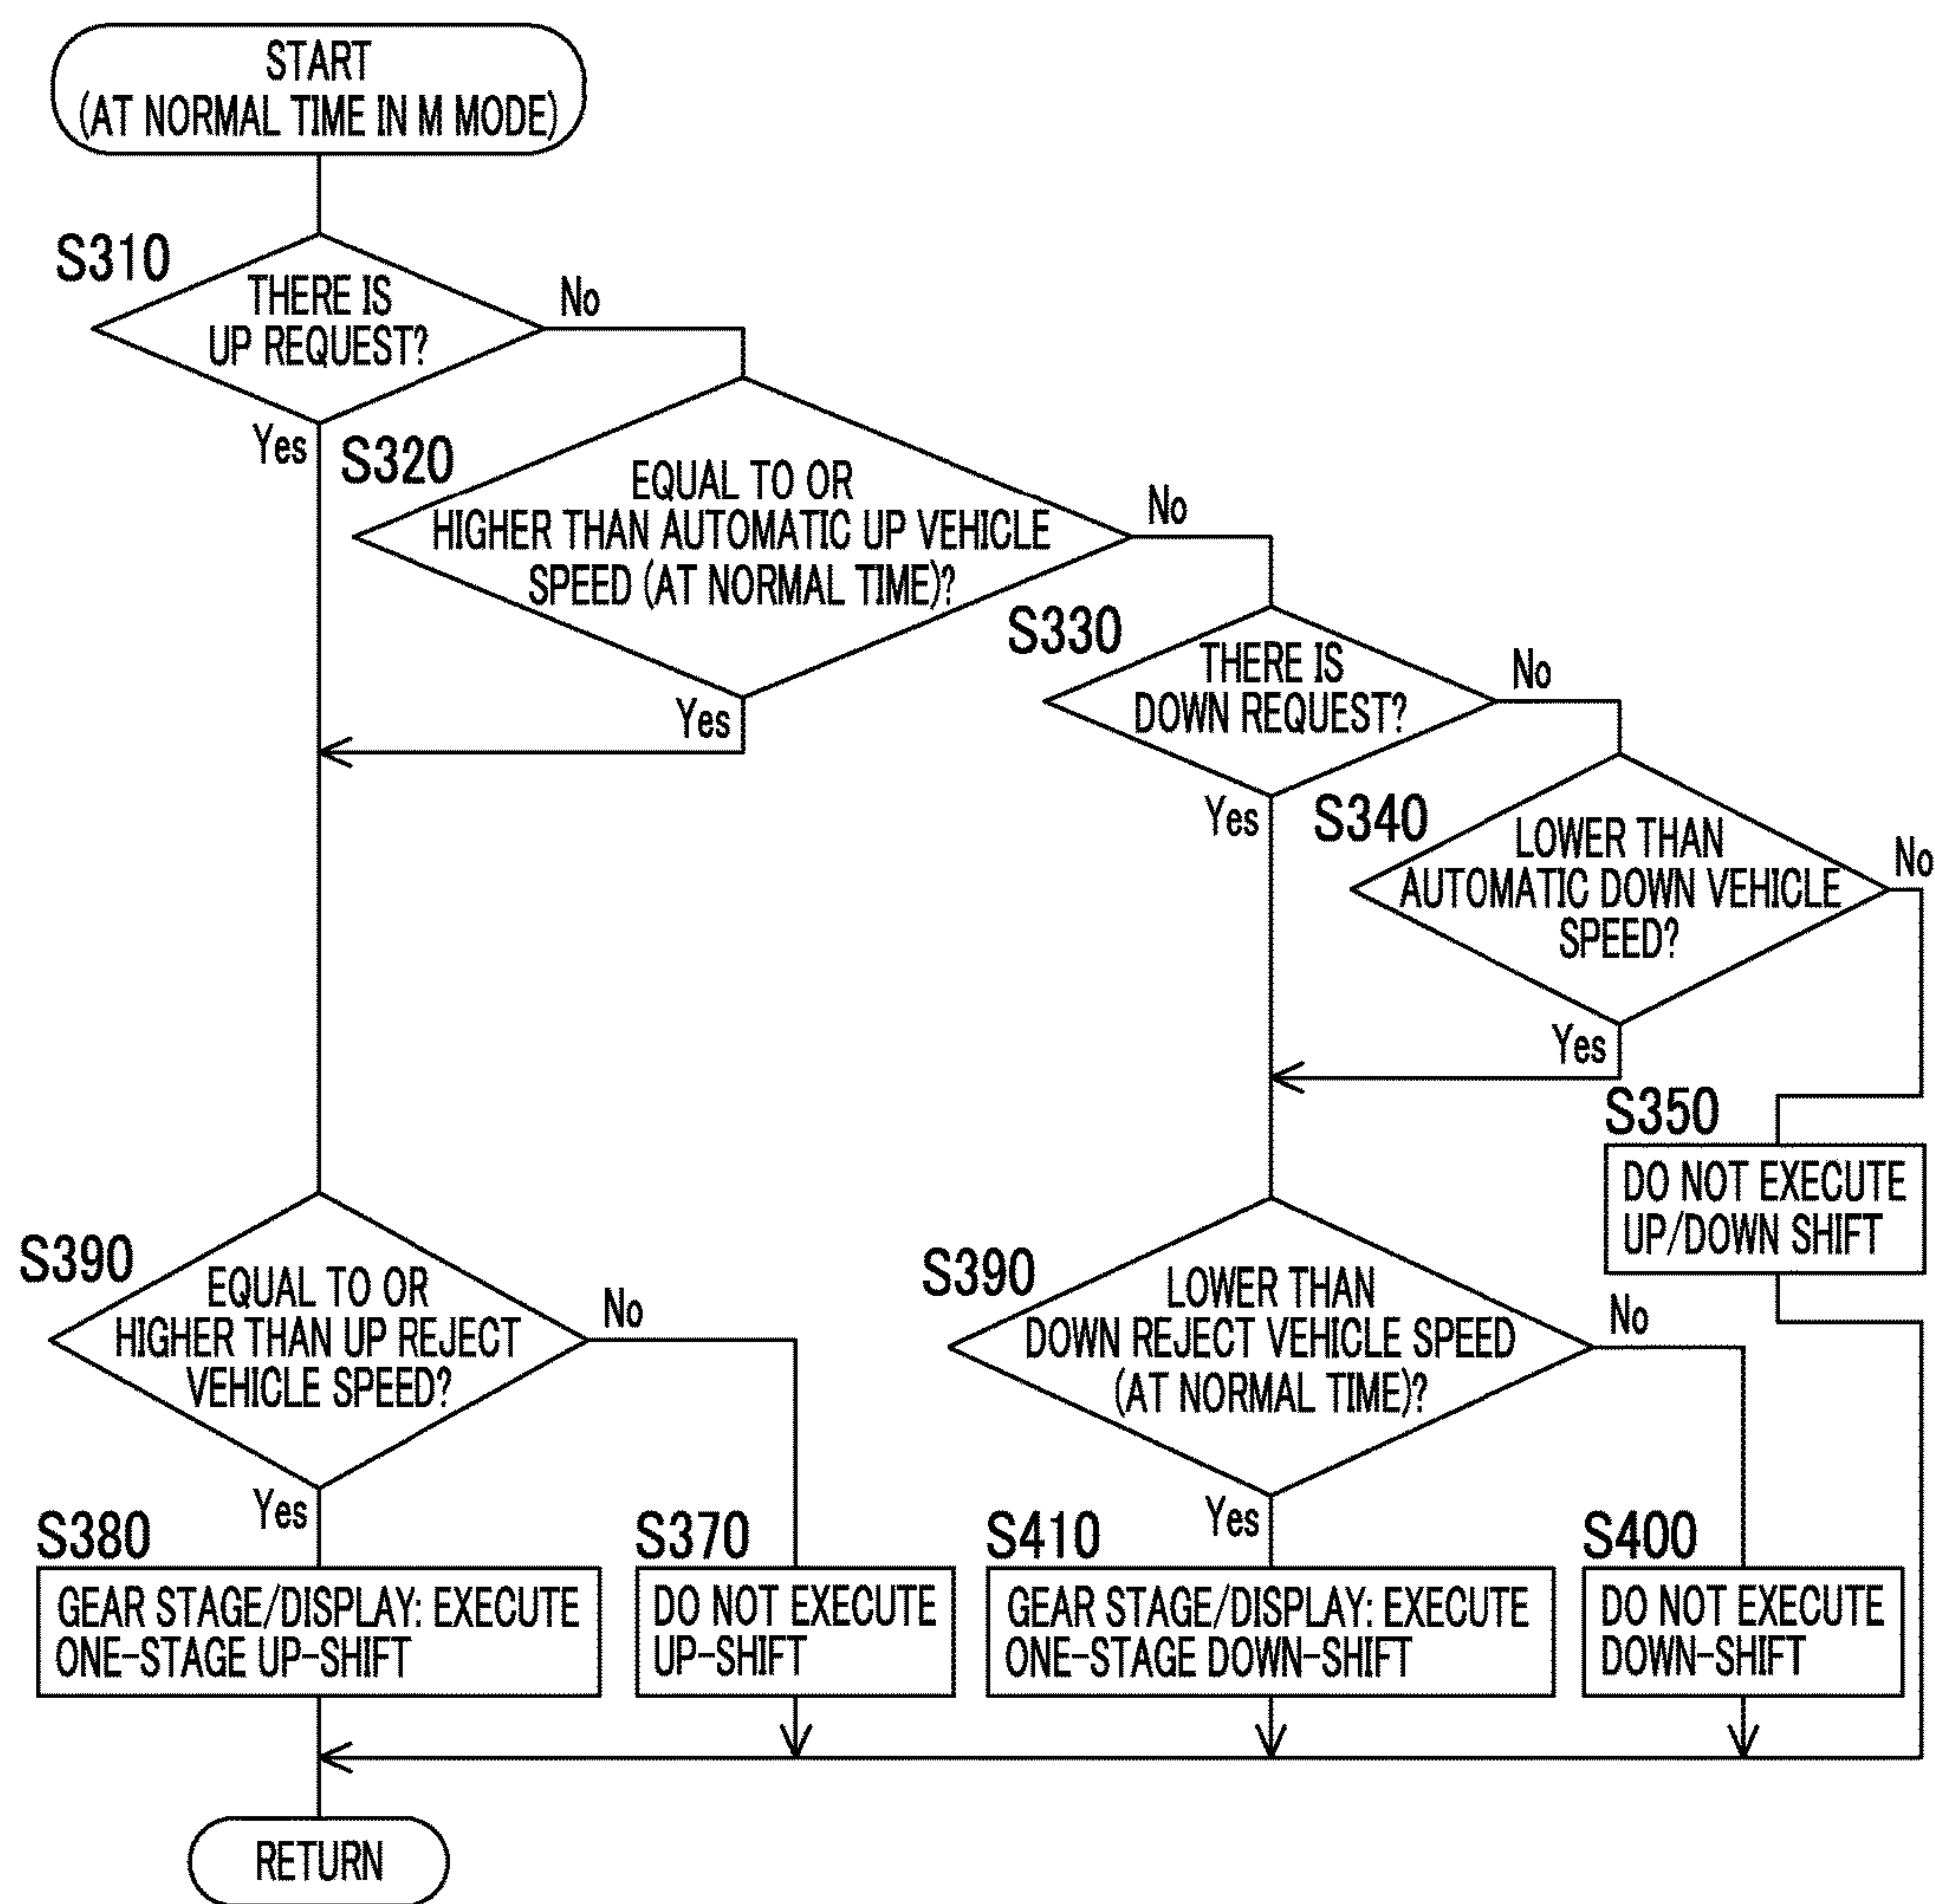 START
(AT NORMAL TIME IN M MODE)
S310
THERE IS
UP REQUEST?
No
Yes
S320
EQUAL TO OR
HIGHER THAN AUTOMATIC UP VEHICLE
SPEED (AT NORMAL TIME)?
No
Yes
S330
THERE IS
DOWN REQUEST?
No
Yes
S340
LOWER THAN
AUTOMATIC DOWN VEHICLE
SPEED?
No
Yes
S350
DO NOT EXECUTE
UP/DOWN SHIFT
S390
EQUAL TO OR
HIGHER THAN UP REJECT
VEHICLE SPEED?
No
Yes
S390
LOWER THAN
DOWN REJECT VEHICLE SPEED
(AT NORMAL TIME)?
No
Yes
S380
GEAR STAGE/DISPLAY: EXECUTE
ONE-STAGE UP-SHIFT
S370
DO NOT EXECUTE
UP-SHIFT
S410
GEAR STAGE/DISPLAY: EXECUTE
ONE-STAGE DOWN-SHIFT
S400
DO NOT EXECUTE
DOWN-SHIFT
RETURN